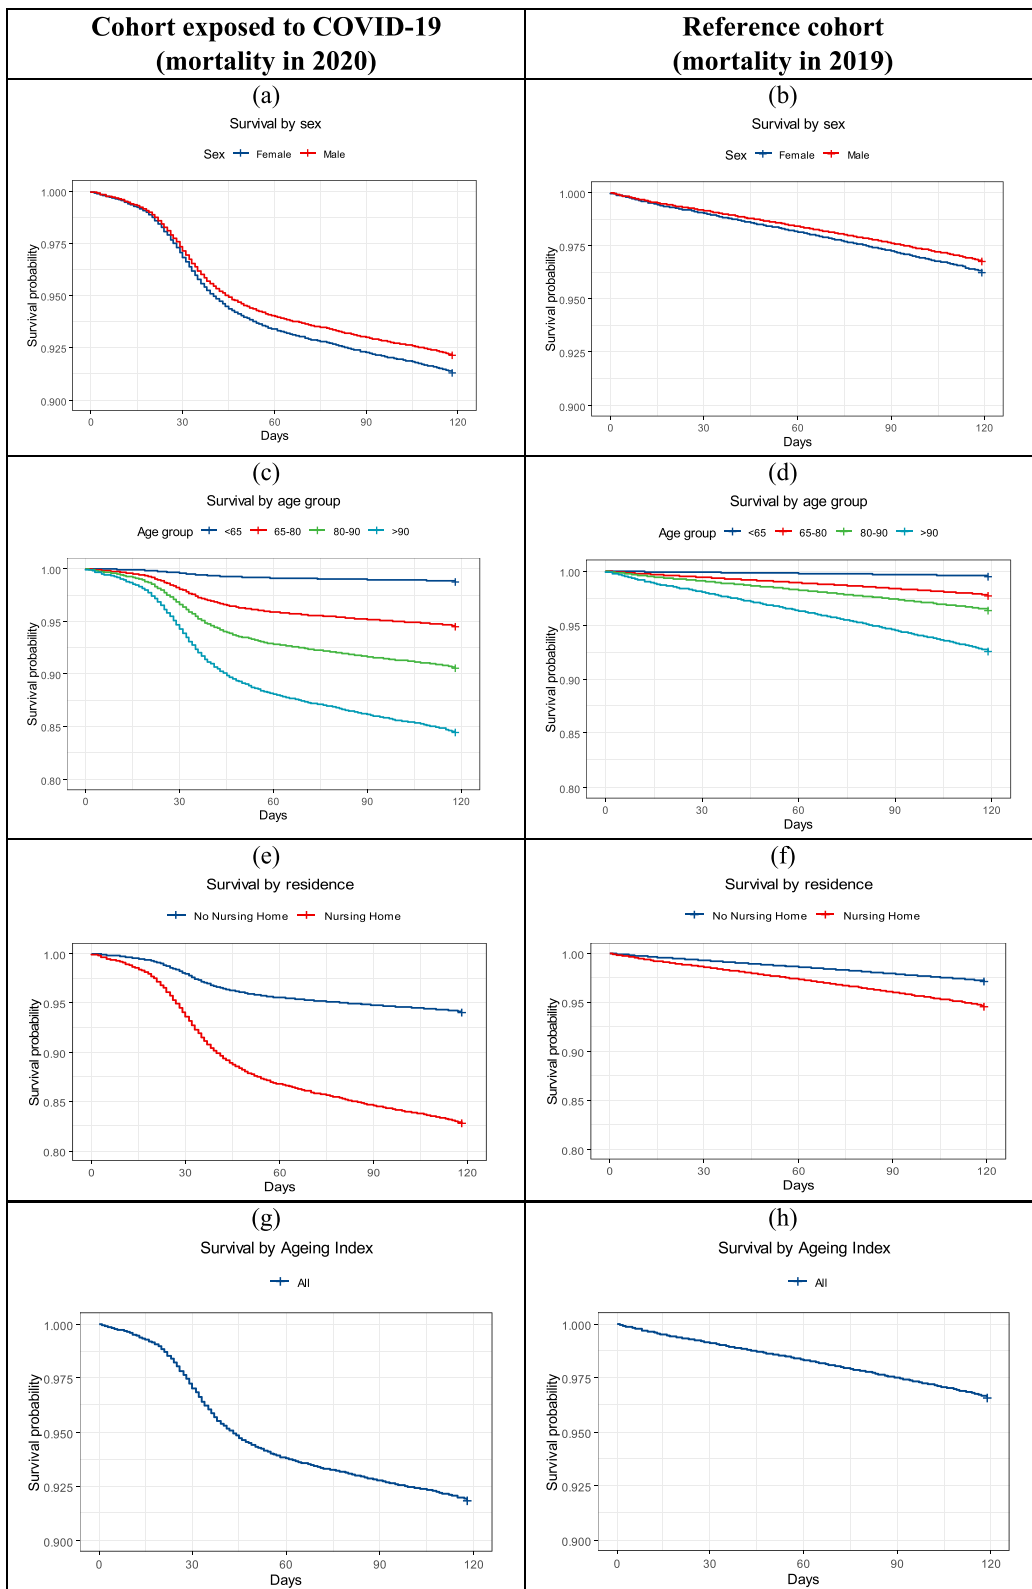 Cohort exposed to COVID-19
(mortality in 2020)
Reference cohort
(mortality in 2019)
(a)
Survival by sex
Sex Female Male
Survival probability
1.000
0.975
0.950
0.925
0.900
0 30 60 90 120
Days
(b)
Survival by sex
Sex Female Male
Survival probability
1.000
0.975
0.950
0.925
0.900
0 30 60 90 120
Days
(c)
Survival by age group
Age group <65 65-80 80-90 >90
Survival probability
1.00
0.95
0.90
0.85
0.80
0 30 60 90 120
Days
(d)
Survival by age group
Age group <65 65-80 80-90 >90
Survival probability
1.00
0.95
0.90
0.85
0.80
0 30 60 90 120
Days
(e)
Survival by residence
No Nursing Home Nursing Home
Survival probability
1.00
0.95
0.90
0.85
0.80
0 30 60 90 120
Days
(f)
Survival by residence
No Nursing Home Nursing Home
Survival probability
1.00
0.95
0.90
0.85
0.80
0 30 60 90 120
Days
(g)
Survival by Ageing Index
All
Survival probability
1.000
0.975
0.950
0.925
0.900
0 30 60 90 120
Days
(h)
Survival by Ageing Index
All
Survival probability
1.000
0.975
0.950
0.925
0.900
0 30 60 90 120
Days